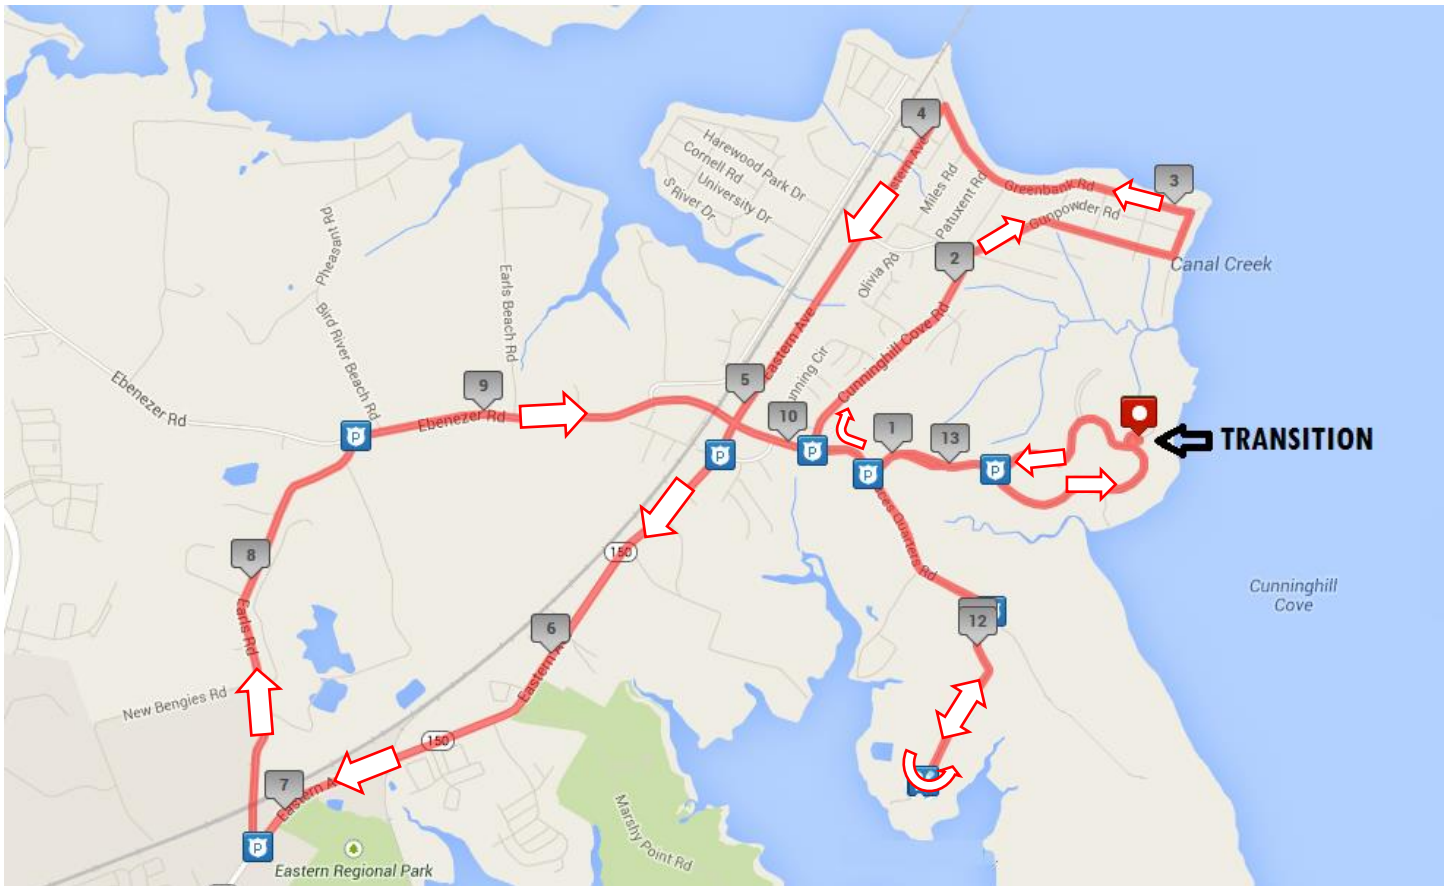 4
Harewood Park Dr
Cornell Rd
University Dr
S River Dr
Eastern Ave
Miles Rd
Patuxent Rd
Greenbank Rd
3
Gunpowder Rd
2
Canal Creek
Olivia Rd
Pheasant Rd
Earls Beach Rd
Bird River Beach Rd
Eastern Ave
Cunninghill Cove Rd
nning Cir
Ebenezer Rd
9
5
10
1
13
TRANSITION
Ebenezer Rd
P
P
P
P
P
8
150
ces Quarters Rd
Cunninghill
Cove
Earls Rd
6
12
Eastern A
New Bengies Rd
150
7
Eastern A
P
Marshy Point Rd
Eastern Regional Park